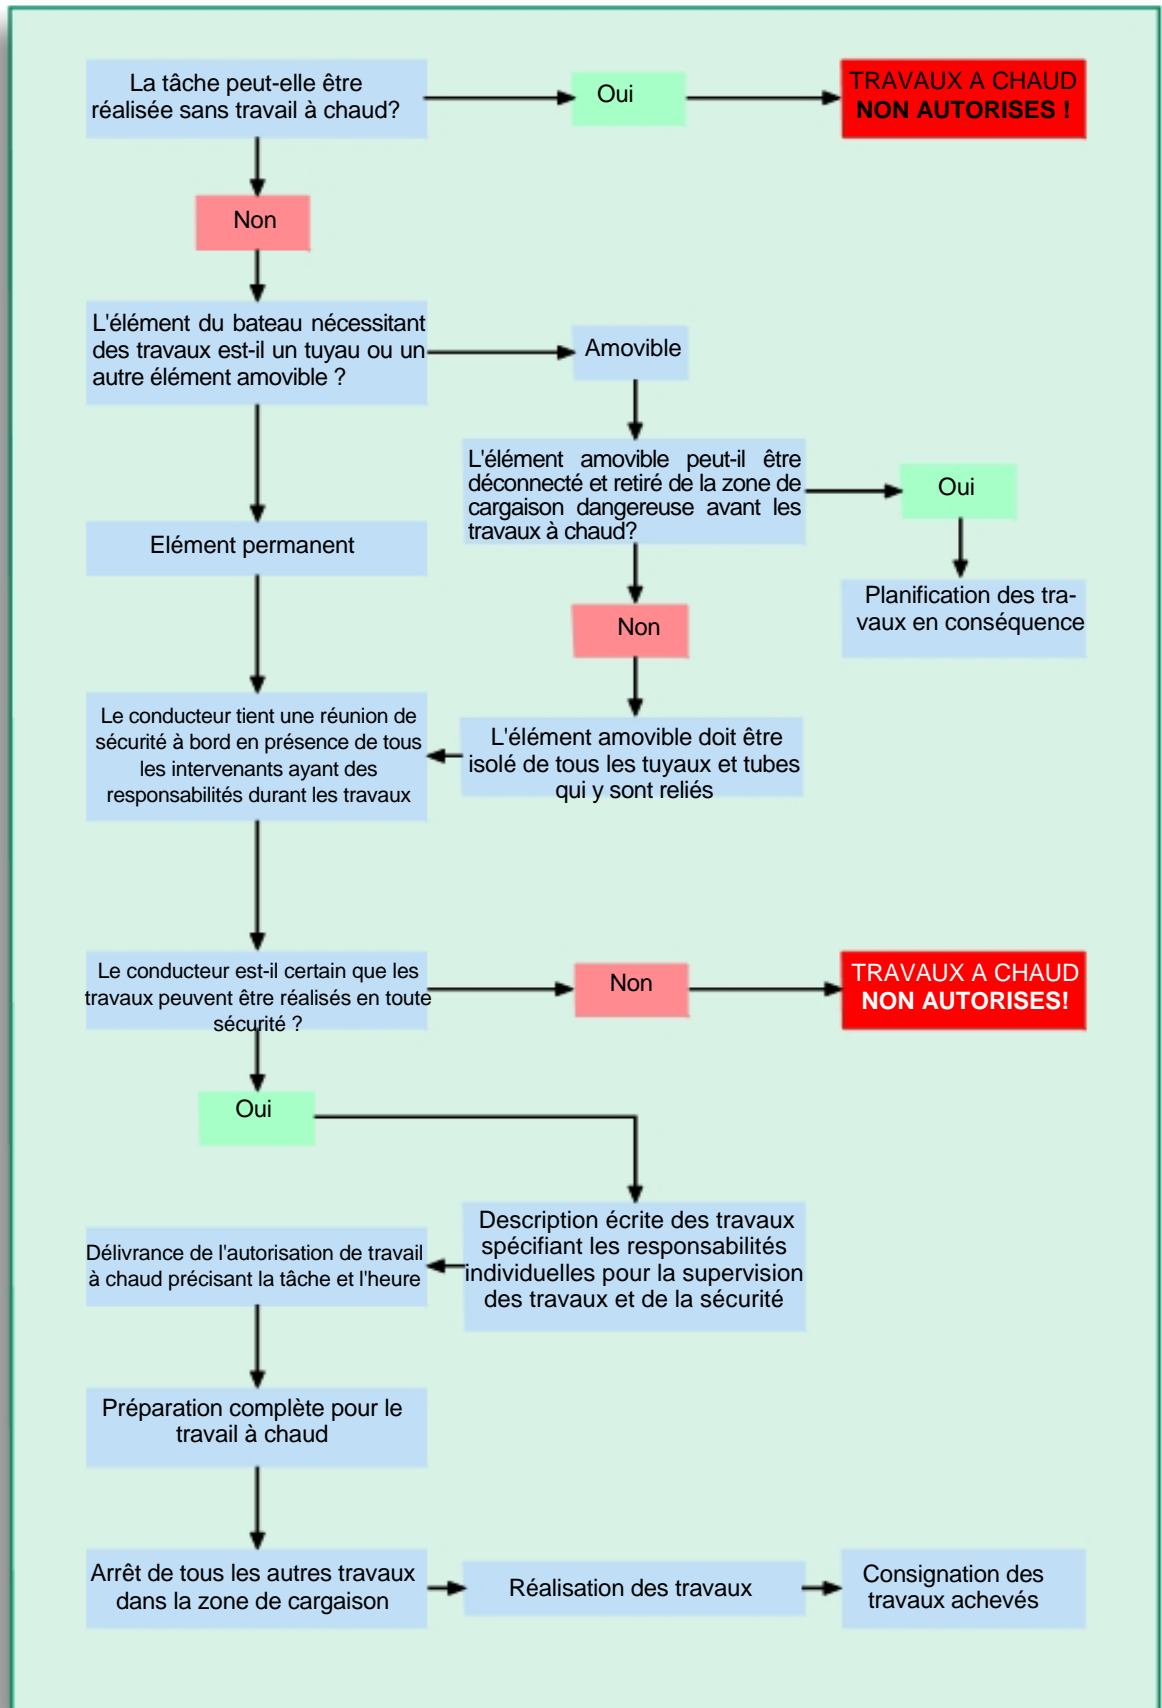 La tâche peut-elle être
réalisée sans travail à chaud?
Oui
TRAVAUX A CHAUD
NON AUTORISES !
Non
L'élément du bateau nécessitant
des travaux est-il un tuyau ou un
autre élément amovible ?
Amovible
L'élément amovible peut-il être
déconnecté et retiré de la zone de
cargaison dangereuse avant les
travaux à chaud?
Oui
Elément permanent
Planification des tra-
vaux en conséquence
Non
Le conducteur tient une réunion de
sécurité à bord en présence de tous
les intervenants ayant des
responsabilités durant les travaux
L'élément amovible doit être
isolé de tous les tuyaux et tubes
qui y sont reliés
Le conducteur est-il certain que les
travaux peuvent être réalisés en toute
sécurité ?
Non
TRAVAUX A CHAUD
NON AUTORISES!
Oui
Description écrite des travaux
spécifiant les responsabilités
individuelles pour la supervision
des travaux et de la sécurité
Délivrance de l'autorisation de travail
à chaud précisant la tâche et l'heure
Préparation complète pour le
travail à chaud
Arrêt de tous les autres travaux
dans la zone de cargaison
Réalisation des travaux
Consignation des
travaux achevés